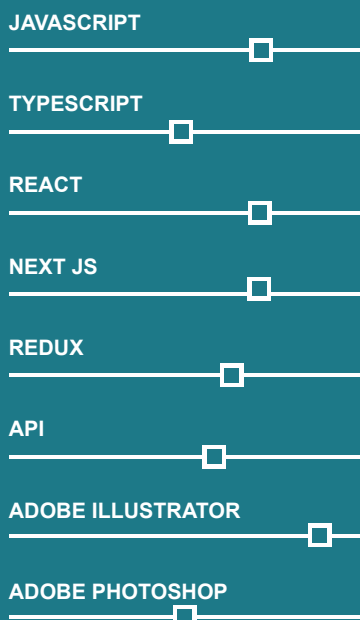 JAVASCRIPT
TYPESCRIPT
REACT
NEXT JS
REDUX
API
ADOBE ILLUSTRATOR
ADOBE PHOTOSHOP